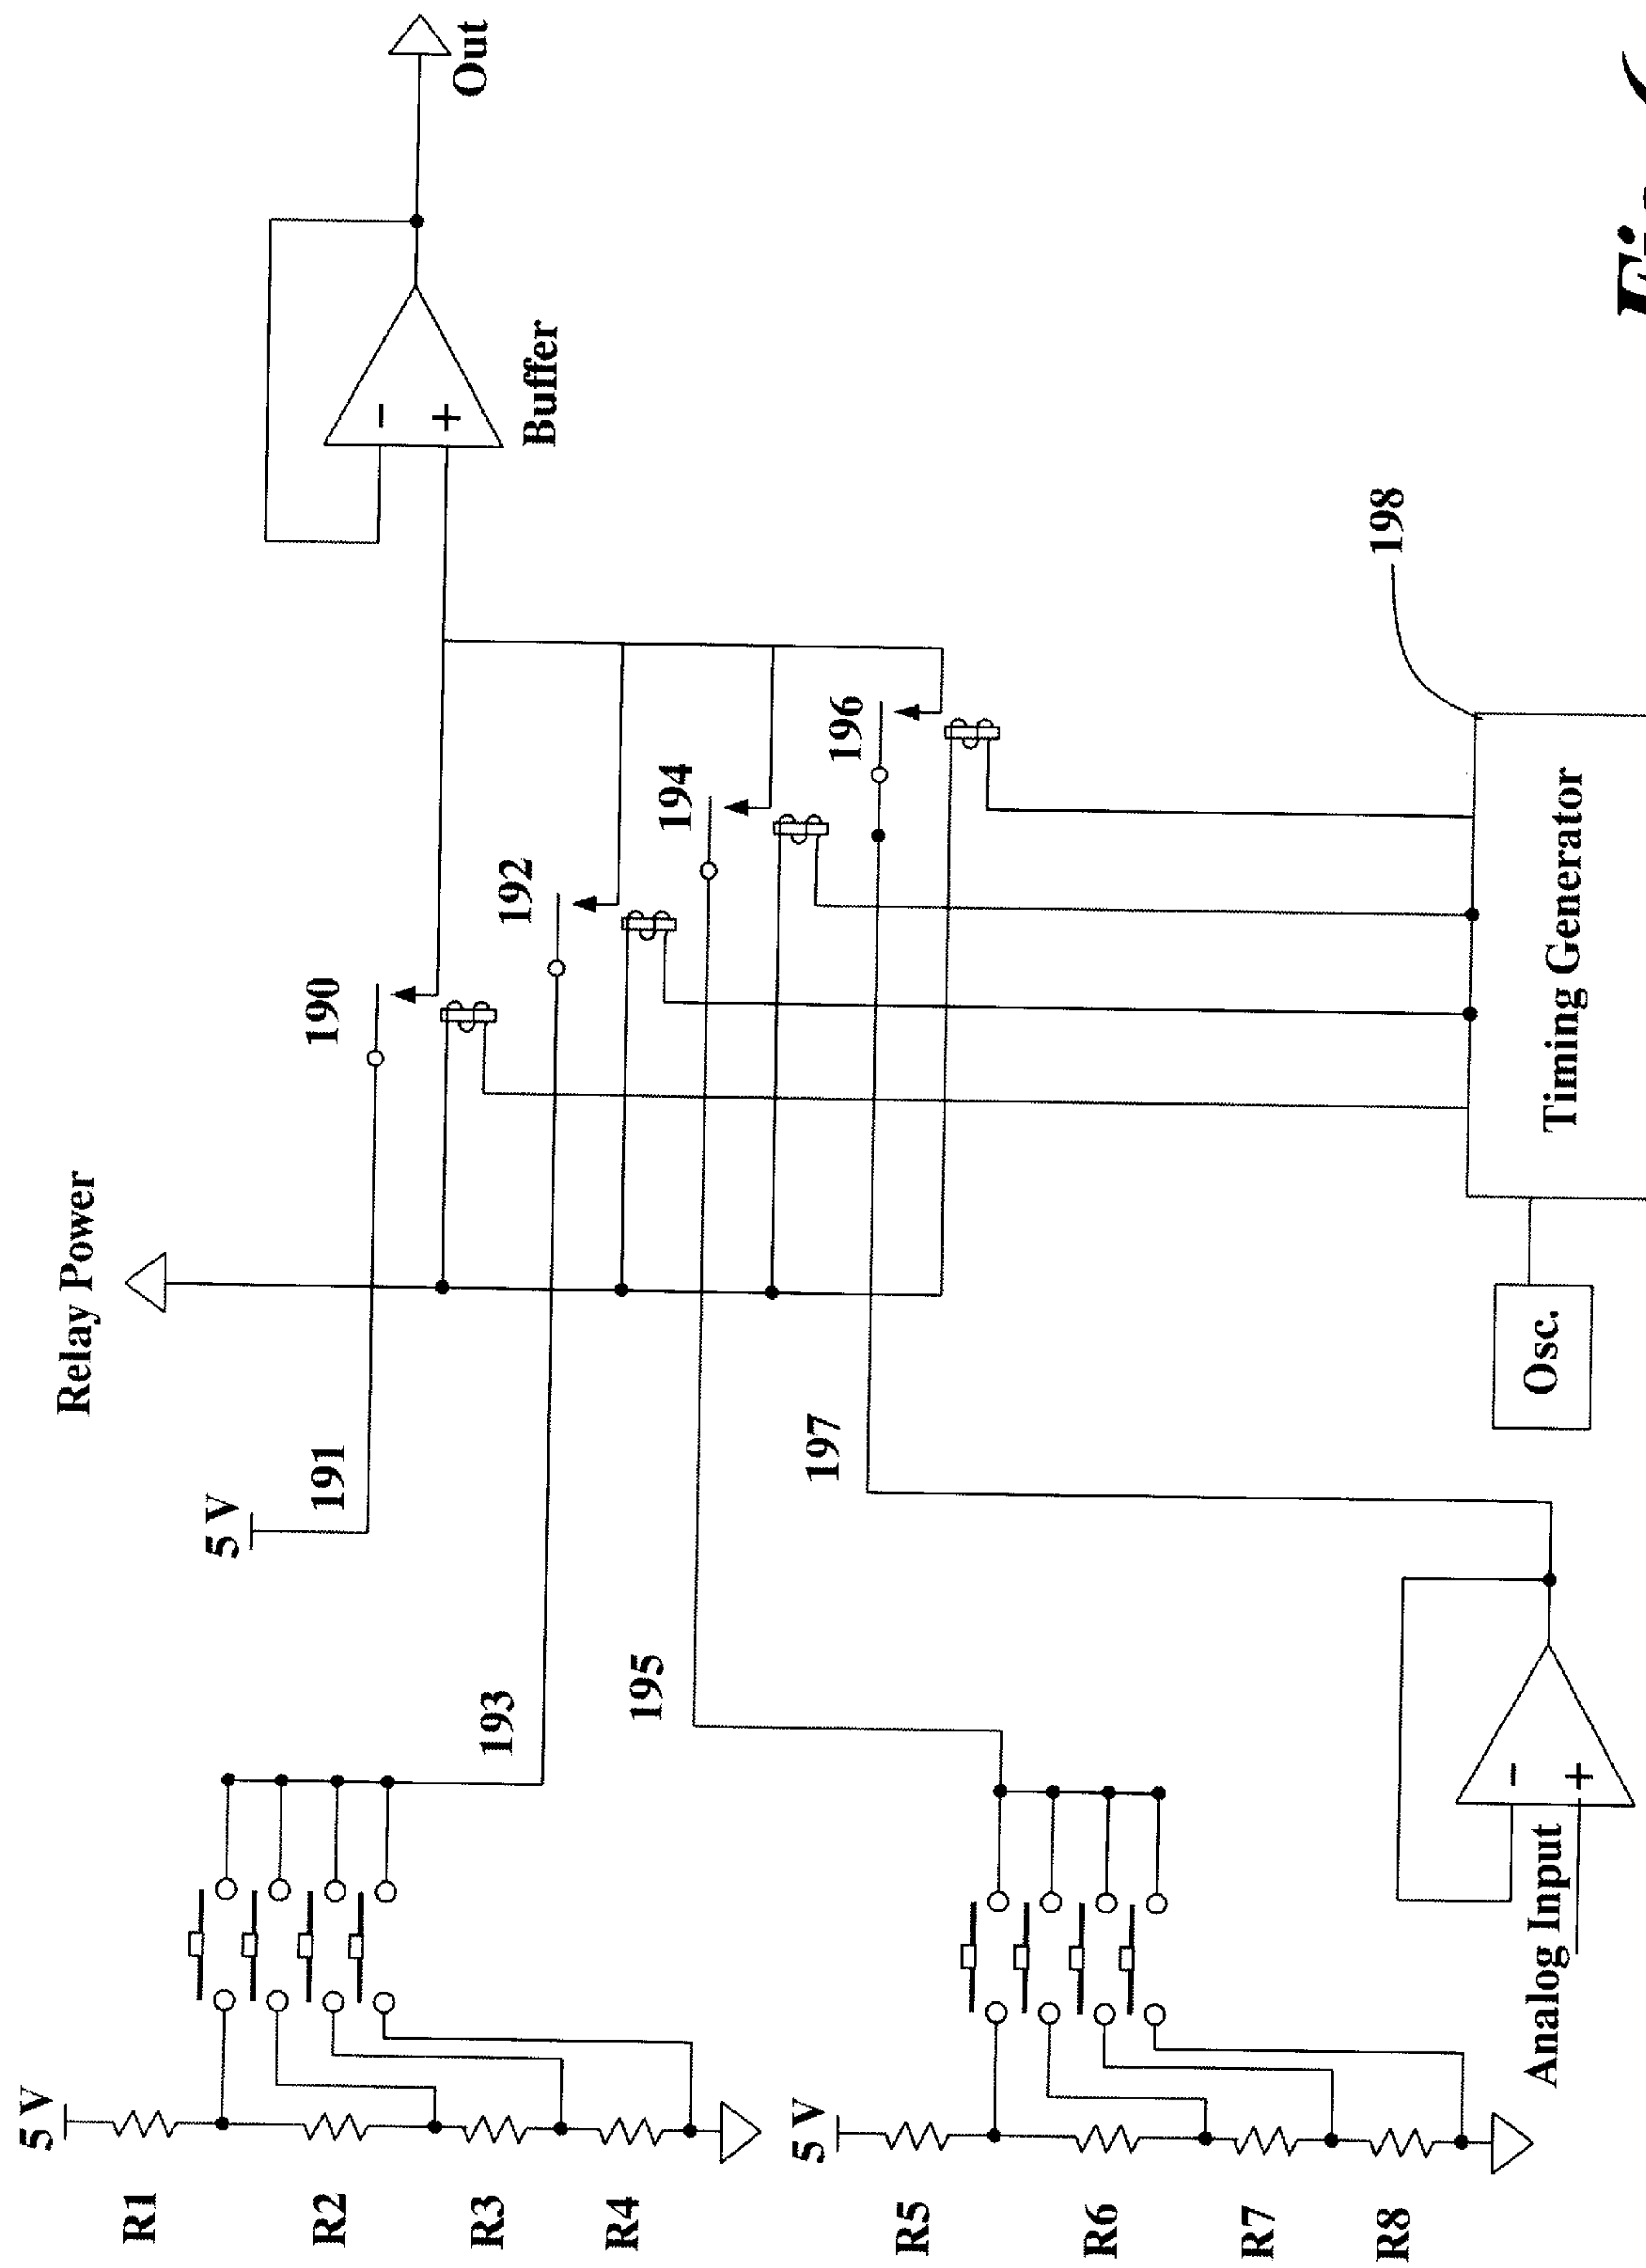 Relay Power
5 V
191
190
192
194
196
193
195
197
198
Out
Buffer
5 V
R1
R2
R3
R4
5 V
R5
R6
R7
R8
Analog Input
Osc.
Timing Generator
-
+
-
+